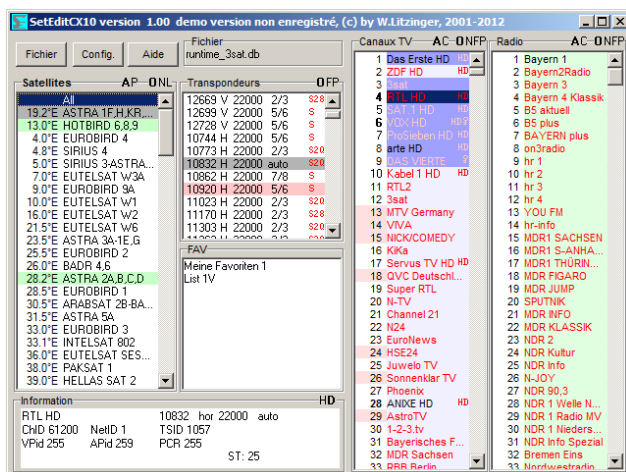 SetEditCX10 version 1.00 demo version non enregistré, (c) by W.Litzinger, 2001-2012
Fichier
Config.
Aide
Fichier
runtime_3sat.db
Satellites AP ONL
All
19.2°E ASTRA 1F,H,KR,...
13.0°E HOTBIRD 6,8,9
4.0°E EUROBIRD 4
4.8°E SIRIUS 4
5.0°E SIRIUS 3-ASTRA...
7.0°E EUTELSAT W3A
9.0°E EUROBIRD 9A
10.0°E EUTELSAT W1
16.0°E EUTELSAT W2
21.5°E EUTELSAT W6
23.5°E ASTRA 3A-1E,G
25.5°E EUROBIRD 2
26.0°E BADR 4,6
28.2°E ASTRA 2A,B,C,D
28.5°E EUROBIRD 1
30.5°E ARABSAT 2B-BA...
31.5°E ASTRA 5A
33.0°E EUROBIRD 3
33.1°E INTELSAT 802
36.0°E EUTELSAT SES...
38.0°E PAKSAT 1
39.0°E HELLAS SAT 2
Transpondeurs OFP
12669 V 22000 2/3 S28
12699 V 22000 5/6 S
12728 V 22000 5/6 S
10744 H 22000 5/6 S
10773 H 22000 2/3 S28
10832 H 22000 auto S20
10862 H 22000 7/8 S
10920 H 22000 5/6 S
11023 H 22000 2/3 S28
11170 H 22000 2/3 S28
11303 H 22000 2/3 S20
FAV
Meine Favoriten 1
List 1V
Canaux TV AC ONFP
1 Das Erste HD HD
2 ZDF HD HD
3 3sat
4 RTL HD HD
5 SAT.1 HD HD
6 VOX HD HD
7 ProSieben HD HD
8 arte HD HD
9 DAS VIERTE
10 Kabel 1 HD HD
11 RTL2
12 3sat
13 MTV Germany
14 VIVA
15 NICK/COMEDY
16 KiKa
17 Servus TV HD HD
18 QVC Deutschl...
19 Super RTL
20 N-TV
21 Channel 21
22 N24
23 EuroNews
24 HSE24
25 Juwelo TV
26 Sonnenklar TV
27 Phoenix
28 ANIXE HD HD
29 AstroTV
30 1-2-3.tv
31 Bayerisches F...
32 MDR Sachsen
33 RBB Berlin
Radio AC ONFP
1 Bayern 1
2 Bayern2Radio
3 Bayern 3
4 Bayern 4 Klassik
5 B5 aktuell
6 B5 plus
7 BAYERN plus
8 on3radio
9 hr 1
10 hr 2
11 hr 3
12 hr 4
13 YOU FM
14 hr-info
15 MDR1 SACHSEN
16 MDR1 S-ANHA...
17 MDR1 THÜRIN...
18 MDR FIGARO
19 MDR JUMP
20 SPUTNIK
21 MDR INFO
22 MDR KLASSIK
23 NDR 2
24 NDR Kultur
25 NDR Info
26 N-JOY
27 NDR 90,3
28 NDR 1 Welle N...
29 NDR 1 Radio MV
30 NDR 1 Nieders...
31 NDR Info Spezial
32 Bremen Eins
33 Nordwestradio
Information HD
RTL HD 10832 hor 22000 auto
ChID 61200 NetID 1 TSID 1057
VPid 255 APid 259 PCR 255
ST: 25